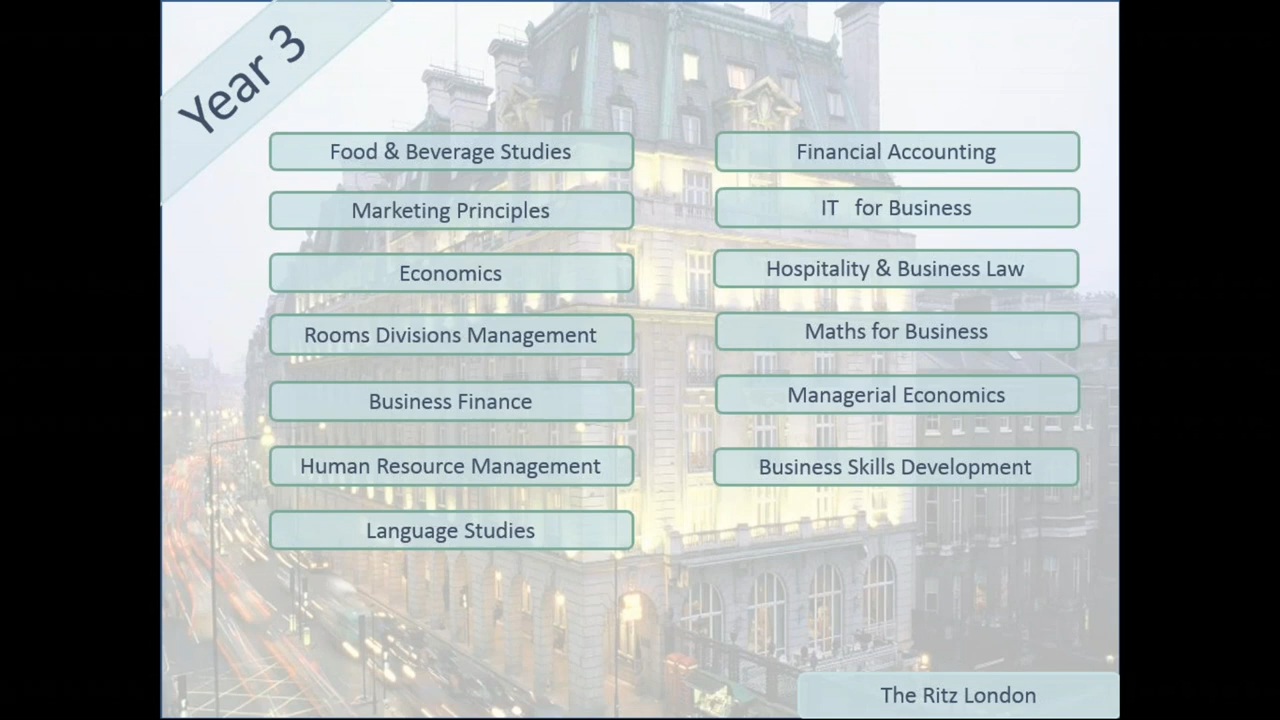 Year 3
Food & Beverage Studies
Marketing Principles
Economics
Rooms Divisions Management
Business Finance
Human Resource Management
Language Studies
Financial Accounting
IT for Business
Hospitality & Business Law
Maths for Business
Managerial Economics
Business Skills Development
The Ritz London